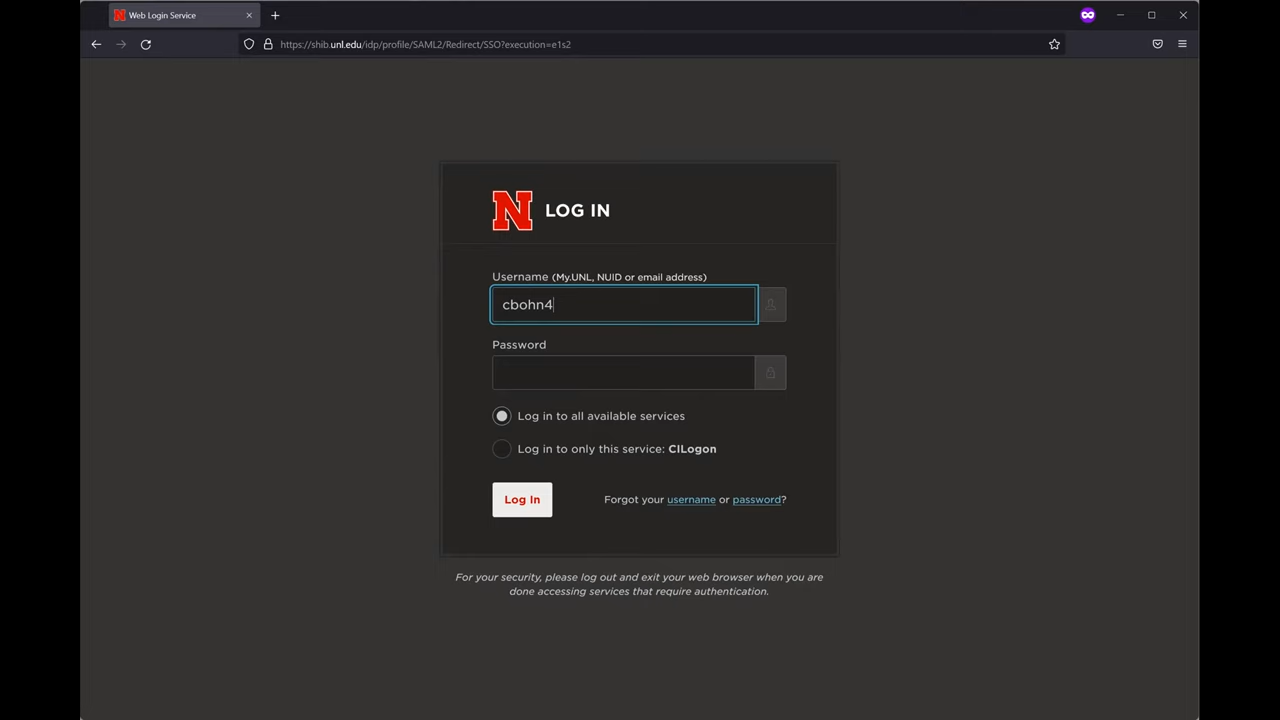 Web Login Service
https://shib.unl.edu/idp/profile/SAML2/Redirect/SSO?execution=e1s2
N LOG IN
Username (My.UNL, NUID or email address)
cbohn4
Password
Log in to all available services
Log in to only this service: CILogon
Log In
Forgot your username or password?
For your security, please log out and exit your web browser when you are
done accessing services that require authentication.